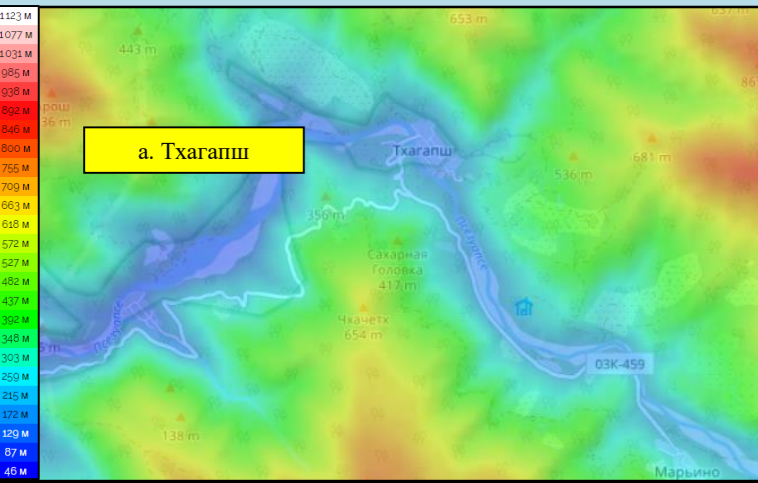 1123 м
1077 м
1031 м
985 м
938 м
892 м
846 м
800 м
755 м
709 м
663 м
618 м
572 м
527 м
482 м
437 м
392 м
348 м
303 м
259 м
215 м
172 м
129 м
87 м
46 м
653 m
443 m
а. Тхагапш
Тхагапш
681 m
536 m
356 m
Сахарная
Головка
417 m
Чхачетх
654 m
03К-459
138 m
Марьино